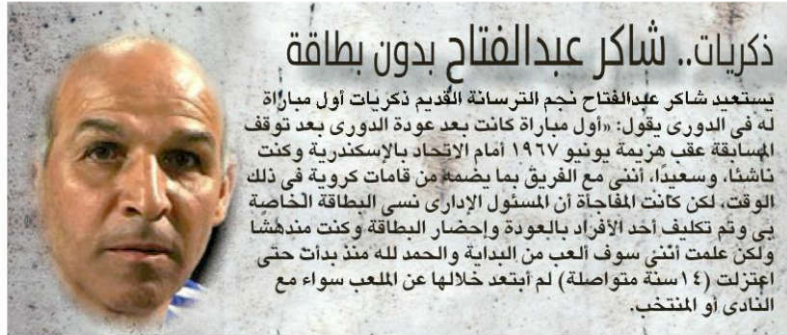 ذكريات.. شاكر عبدالفتاح بدون بطاقة
يستعيد شاكر عبدالفتاح نجم الترسانة القديم ذكريات أول مباراة
له فى الدورى يقول: «أول مباراة كانت بعد عودة الدورى بعد توقف
المسابقة عقب هزيمة يونيو ١٩٦٧ أمام الاتحاد بالإسكندرية وكنت
ناشئا، وسعيدًا، أننى مع الفريق بما يضمه من قامات كروية فى ذلك
الوقت، لكن كانت المفاجأة أن المسئول الإدارى نسى البطاقة الخاصة
بى وتم تكليف أحد الأفراد بالعودة وإحضار البطاقة وكنت مندهشا
ولكن علمت أننى سوف ألعب من البداية والحمد لله منذ بدأت حتى
اعتزلت (١٤ سنة متواصلة) لم أبتعد خلالها عن الملعب سواء مع
النادى أو المنتخب.